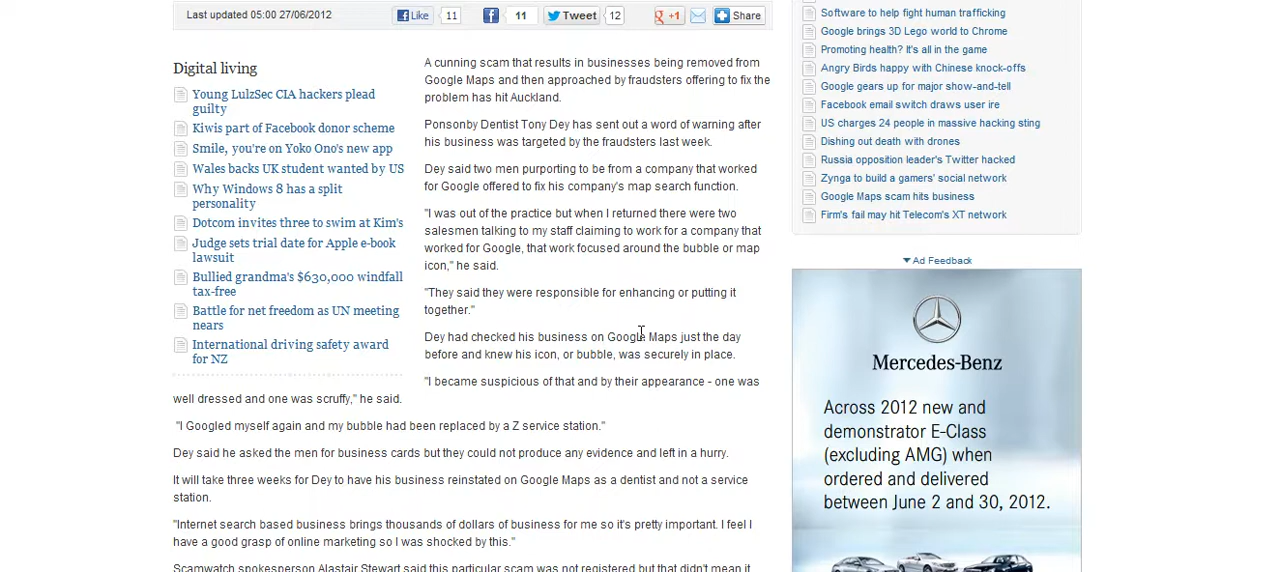 Last updated 05:00 27/06/2012
Like
11
11
Tweet
12
+1
Share
Digital living
Young LulzSec CIA hackers plead
guilty
Kiwis part of Facebook donor scheme
Smile, you're on Yoko Ono's new app
Wales backs UK student wanted by US
Why Windows 8 has a split
personality
Dotcom invites three to swim at Kim's
Judge sets trial date for Apple e-book
lawsuit
Bullied grandma's $630,000 windfall
tax-free
Battle for net freedom as UN meeting
nears
International driving safety award
for NZ
A cunning scam that results in businesses being removed from
Google Maps and then approached by fraudsters offering to fix the
problem has hit Auckland.
Ponsonby Dentist Tony Dey has sent out a word of warning after
his business was targeted by the fraudsters last week.
Dey said two men purporting to be from a company that worked
for Google offered to fix his company's map search function.
"I was out of the practice but when I returned there were two
salesmen talking to my staff claiming to work for a company that
worked for Google, that work focused around the bubble or map
icon," he said.
"They said they were responsible for enhancing or putting it
together."
Dey had checked his business on Google Maps just the day
before and knew his icon, or bubble, was securely in place.
"I became suspicious of that and by their appearance - one was
well dressed and one was scruffy," he said.
"I Googled myself again and my bubble had been replaced by a Z service station."
Dey said he asked the men for business cards but they could not produce any evidence and left in a hurry.
It will take three weeks for Dey to have his business reinstated on Google Maps as a dentist and not a service
station.
"Internet search based business brings thousands of dollars of business for me so it's pretty important. I feel I
have a good grasp of online marketing so I was shocked by this."
Scamwatch spokesperson Alastair Stewart said this particular scam was not registered but that didn't mean it
Software to help fight human trafficking
Google brings 3D Lego world to Chrome
Promoting health? It's all in the game
Angry Birds happy with Chinese knock-offs
Google gears up for major show-and-tell
Facebook email switch draws user ire
US charges 24 people in massive hacking sting
Dishing out death with drones
Russia opposition leader's Twitter hacked
Zynga to build a gamers' social network
Google Maps scam hits business
Firm's fail may hit Telecom's XT network
Ad Feedback
Mercedes-Benz
Across 2012 new and
demonstrator E-Class
(excluding AMG) when
ordered and delivered
between June 2 and 30, 2012.